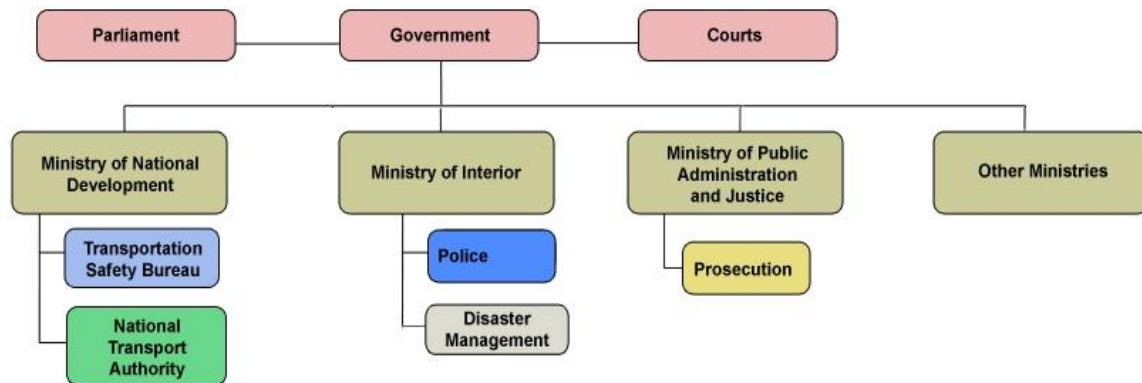 Parliament
Government
Courts
Ministry of National
Development
Ministry of Interior
Ministry of Public
Administration
and Justice
Other Ministries
Transportation
Safety Bureau
Police
Prosecution
National
Transport
Authority
Disaster
Management